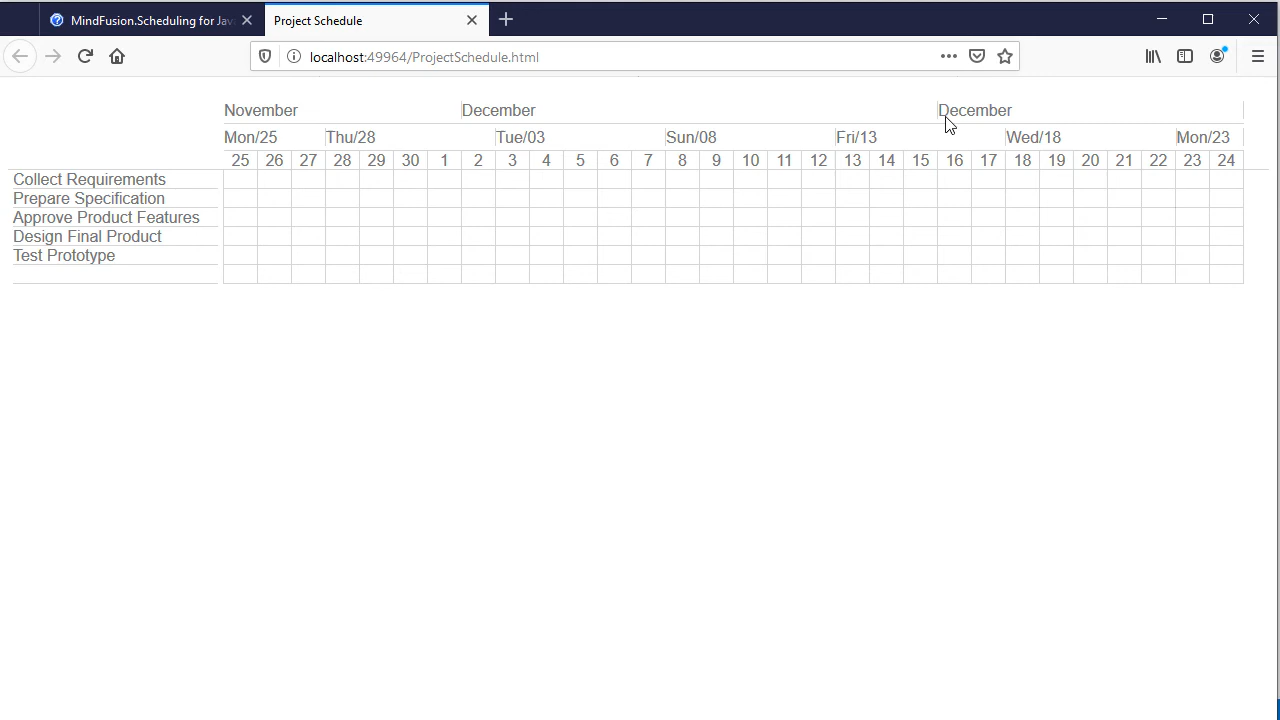 MindFusion.Scheduling for Java
Project Schedule
localhost:49964/ProjectSchedule.html
November December December
Mon/25 Thu/28 Tue/03 Sun/08 Fri/13 Wed/18 Mon/23
25 26 27 28 29 30 1 2 3 4 5 6 7 8 9 10 11 12 13 14 15 16 17 18 19 20 21 22 23 24
Collect Requirements
Prepare Specification
Approve Product Features
Design Final Product
Test Prototype